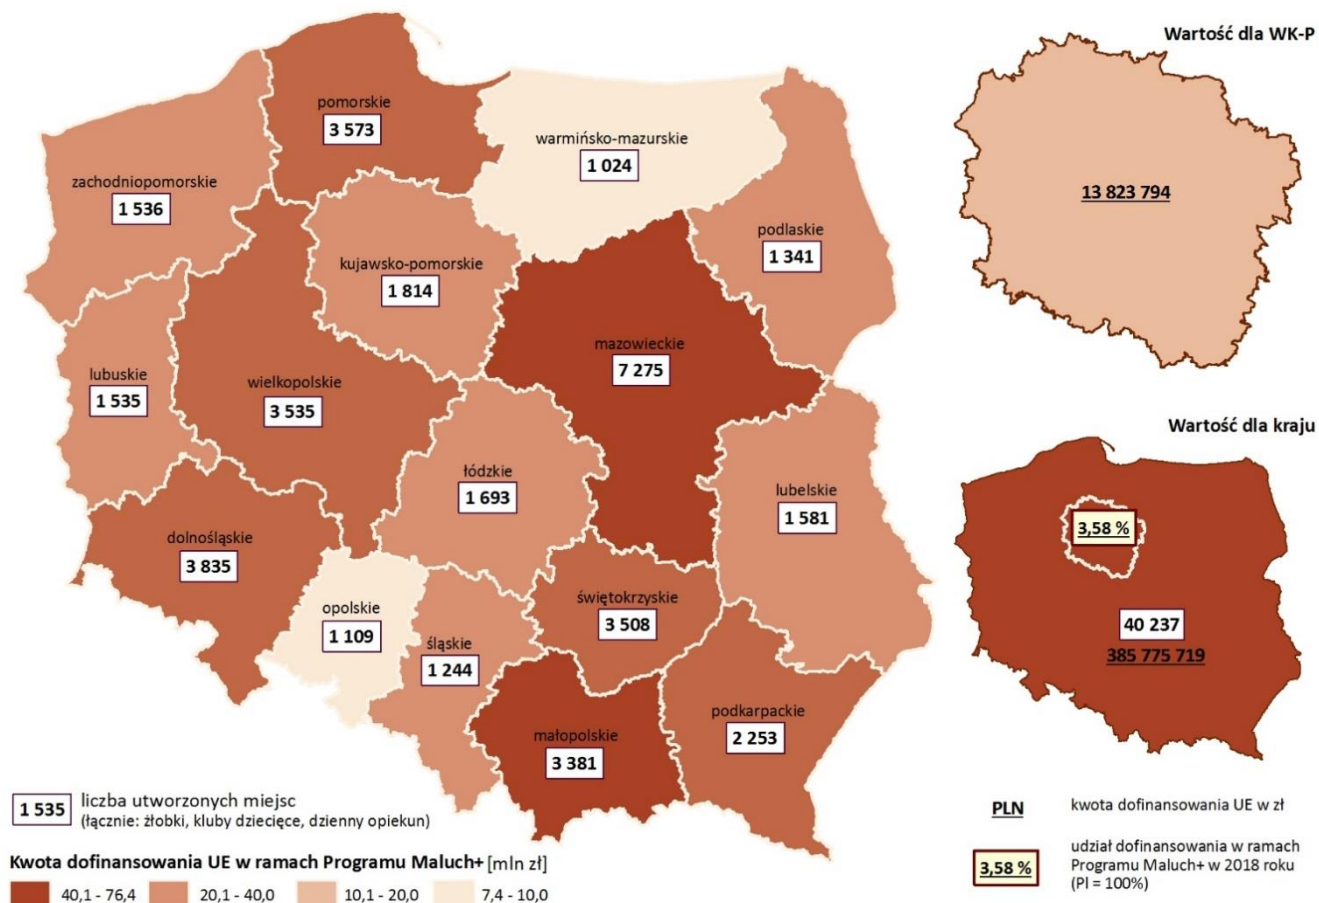 pomorskie
3 573
warmińsko-mazurskie
1 024
zachodniopomorskie
1 536
podlaskie
1 341
kujawsko-pomorskie
1 814
mazowieckie
7 275
lubuskie
1 535
wielkopolskie
3 535
łódzkie
1 693
lubelskie
1 581
dolnośląskie
3 835
opolskie
1 109
świętokrzyskie
3 508
śląskie
1 244
podkarpackie
2 253
małopolskie
3 381
1 535 liczba utworzonych miejsc
(łącznie: żłobki, kluby dziecięce, dzienny opiekun)
Kwota dofinansowania UE w ramach Programu Maluch+ [mln zł]
40,1 - 76,4 20,1 - 40,0 10,1 - 20,0 7,4 - 10,0
Wartość dla WK-P
13 823 794
Wartość dla kraju
3,58 %
40 237
385 775 719
PLN kwota dofinansowania UE w zł
3,58 % udział dofinansowania w ramach
Programu Maluch+ w 2018 roku
(Pl = 100%)